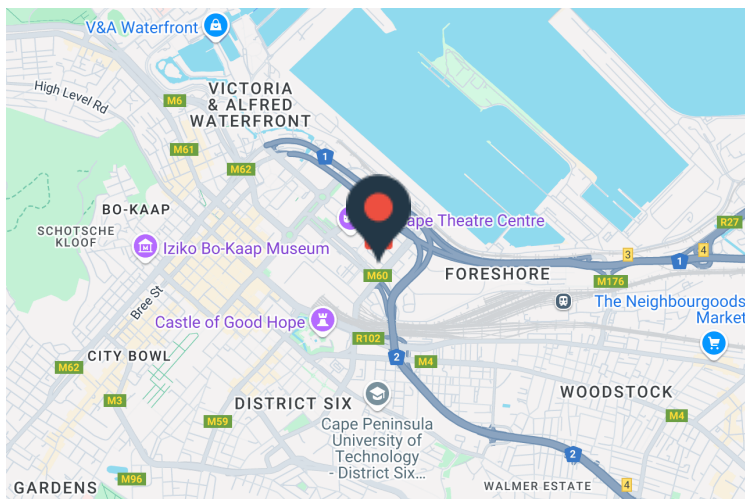 V&A Waterfront
High Level Rd
M6
VICTORIA
& ALFRED
WATERFRONT
M61
M62
1
BO-KAAP
SCHOTSCHE
KLOOF
ape Theatre Centre
R27
Iziko Bo-Kaap Museum
3
4
1
FORESHORE
M60
M176
Bree St
The Neighbourgoods
Market
Castle of Good Hope
R102
CITY BOWL
2
M4
M62
M3
DISTRICT SIX
WOODSTOCK
M59
M4
Cape Peninsula
University of
Technology
- District Six...
2
M96
GARDENS
WALMER ESTATE
4